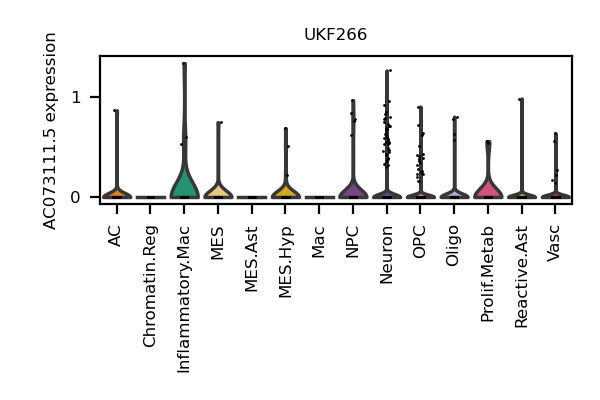 UKF266
AC073111.5 expression
1
0
AC
Chromatin.Reg
Inflammatory.Mac
MES
MES.Ast
MES.Hyp
Mac
NPC
Neuron
OPC
Oligo
Prolif.Metab
Reactive.Ast
Vasc